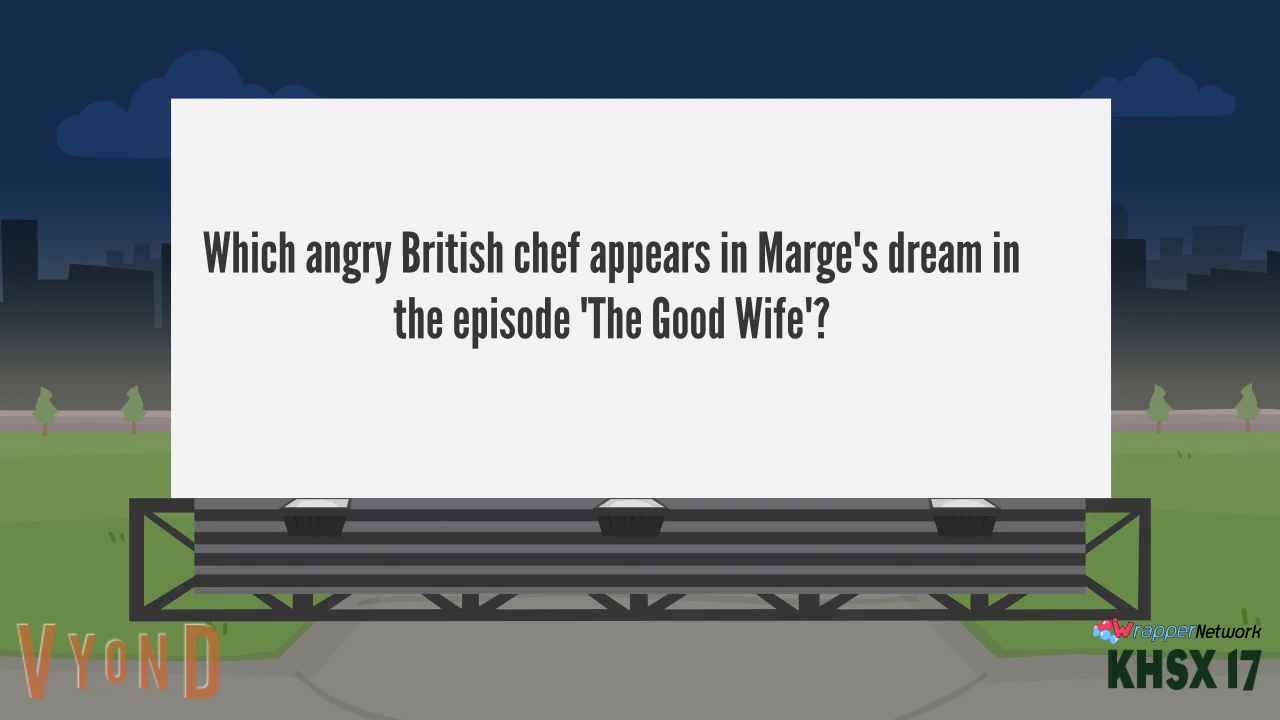 Which angry British chef appears in Marge's dream in
the episode 'The Good Wife'?
VYOND
WrapperNetwork
KHSX 17